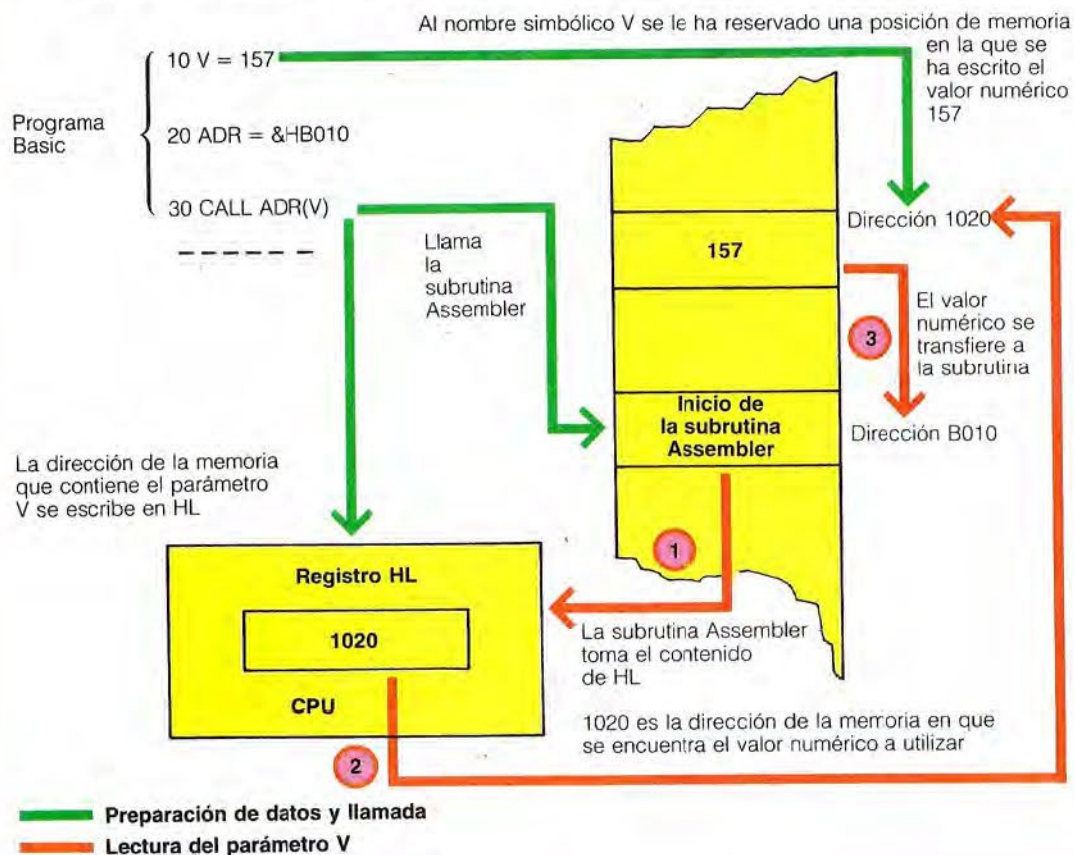 Al nombre simbólico V se le ha reservado una posición de memoria
en la que se
ha escrito el
valor numérico
157
10 V = 157
Programa
Basic
20 ADR = &HB010
30 CALL ADR(V)
Dirección 1020
157
Llama
la
subrutina
Assembler
El valor
numérico se
transfiere a
la subrutina
3
Inicio de
la subrutina
Assembler
Dirección B010
La dirección de la memoria
que contiene el parámetro
V se escribe en HL
1
Registro HL
1020
CPU
La subrutina Assembler
toma el contenido
de HL
1020 es la dirección de la memoria en que
se encuentra el valor numérico a utilizar
2
Preparación de datos y llamada
Lectura del parámetro V